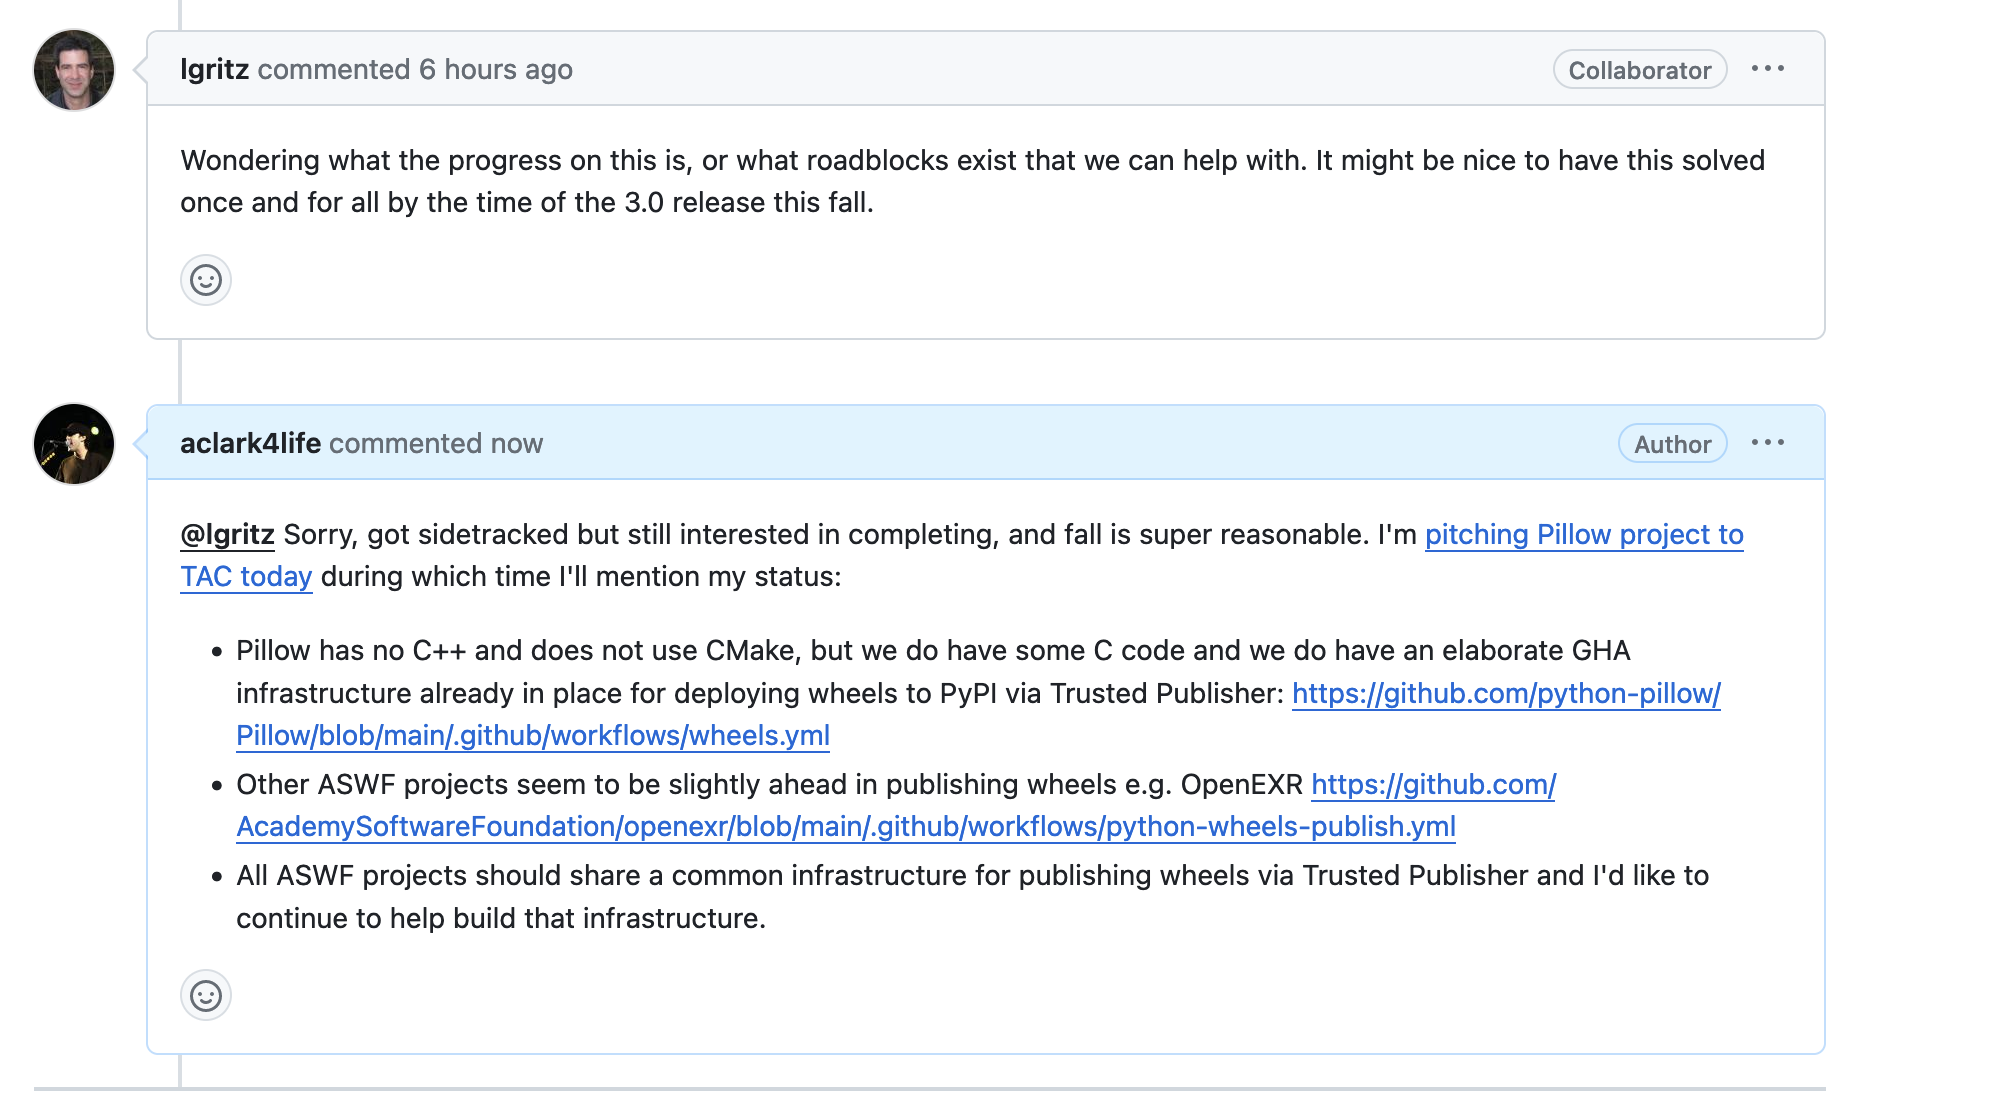 lgritz commented 6 hours ago
Collaborator
Wondering what the progress on this is, or what roadblocks exist that we can help with. It might be nice to have this solved
once and for all by the time of the 3.0 release this fall.
aclark4life commented now
Author
@lgritz Sorry, got sidetracked but still interested in completing, and fall is super reasonable. I'm pitching Pillow project to
TAC today during which time I'll mention my status:
• Pillow has no C++ and does not use CMake, but we do have some C code and we do have an elaborate GHA
infrastructure already in place for deploying wheels to PyPI via Trusted Publisher: https://github.com/python-pillow/
Pillow/blob/main/.github/workflows/wheels.yml
• Other ASWF projects seem to be slightly ahead in publishing wheels e.g. OpenEXR https://github.com/
AcademySoftwareFoundation/openexr/blob/main/.github/workflows/python-wheels-publish.yml
• All ASWF projects should share a common infrastructure for publishing wheels via Trusted Publisher and I'd like to
continue to help build that infrastructure.